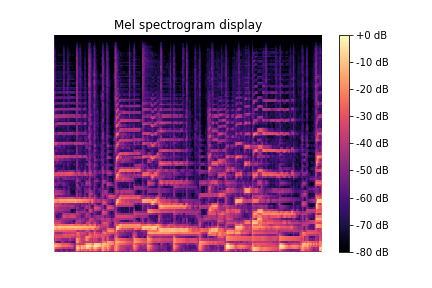 Mel spectrogram display
+0 dB
-10 dB
-20 dB
-30 dB
-40 dB
-50 dB
-60 dB
-70 dB
-80 dB